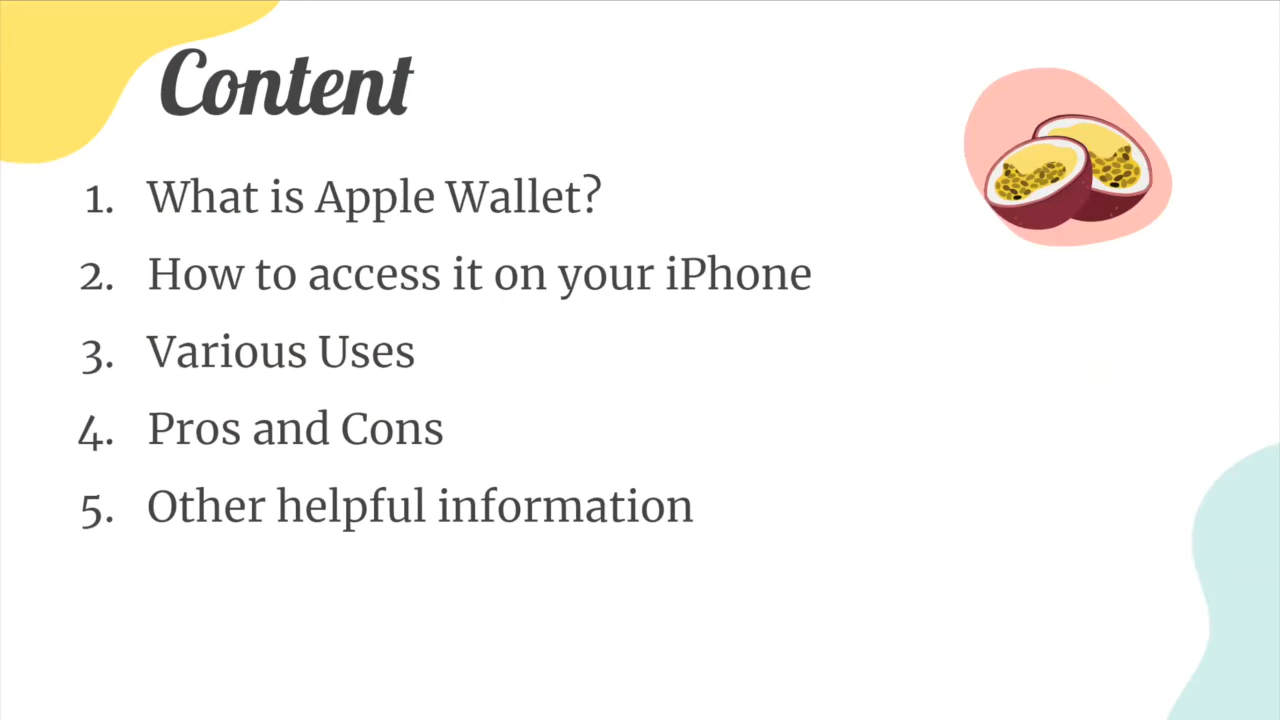 Content
1. What is Apple Wallet?
2. How to access it on your iPhone
3. Various Uses
4. Pros and Cons
5. Other helpful information